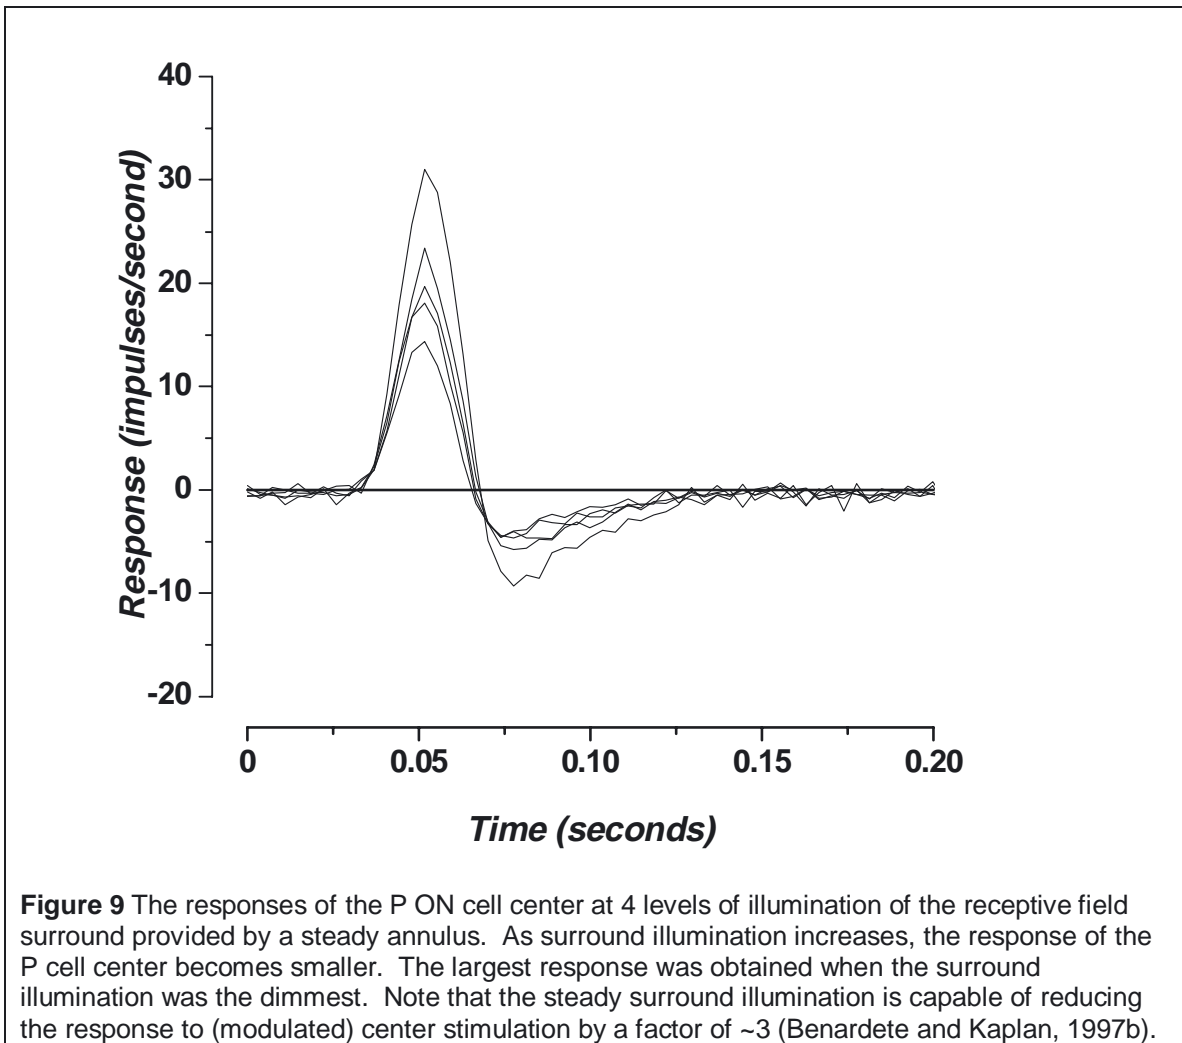 40
30
20
10
0
-10
-20
Response (impulses/second)
0
0.05
0.10
0.15
0.20
Time (seconds)
Figure 9 The responses of the P ON cell center at 4 levels of illumination of the receptive field
surround provided by a steady annulus. As surround illumination increases, the response of the
P cell center becomes smaller. The largest response was obtained when the surround
illumination was the dimmest. Note that the steady surround illumination is capable of reducing
the response to (modulated) center stimulation by a factor of ~3 (Benardete and Kaplan, 1997b).